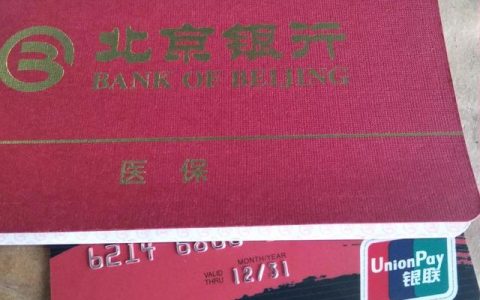 北京银行
BANK OF BEIJING
医保
6214
MONTH/YEAR
VALID THRU 12/31
UnionPay
银联